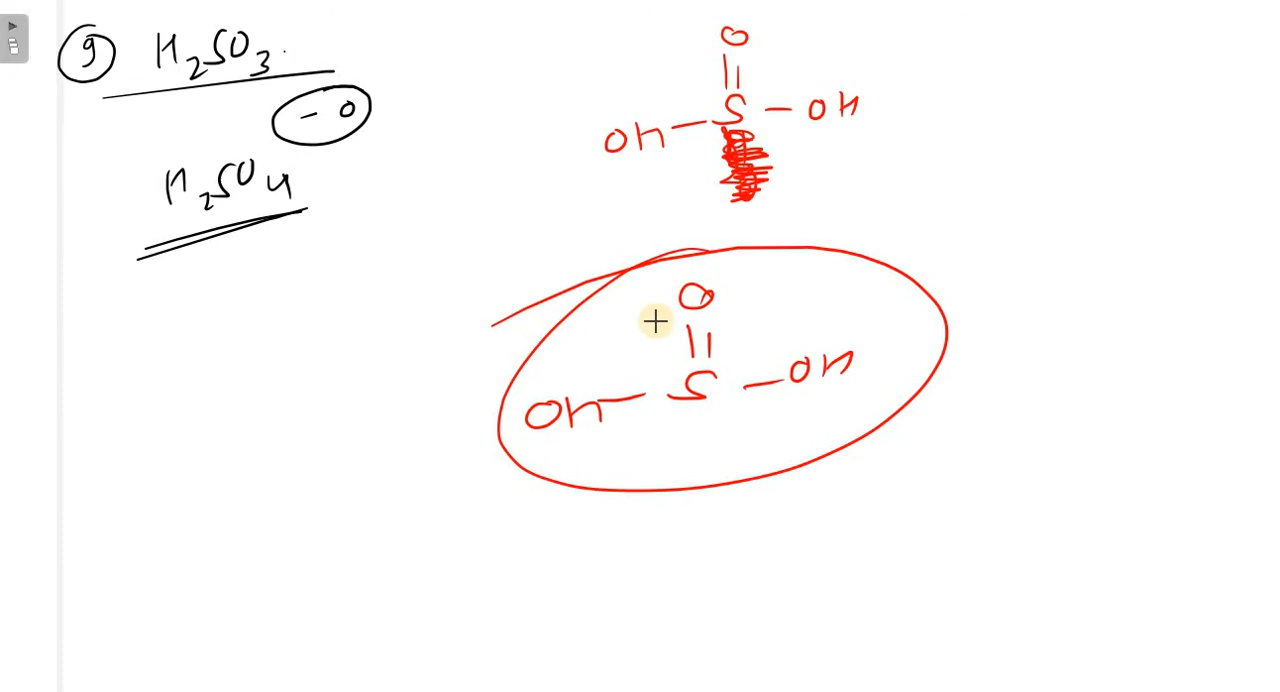 9 H2SO3.
- O
H2SO4
O
||
S - OH
OH -
O
||
OH - S - OH